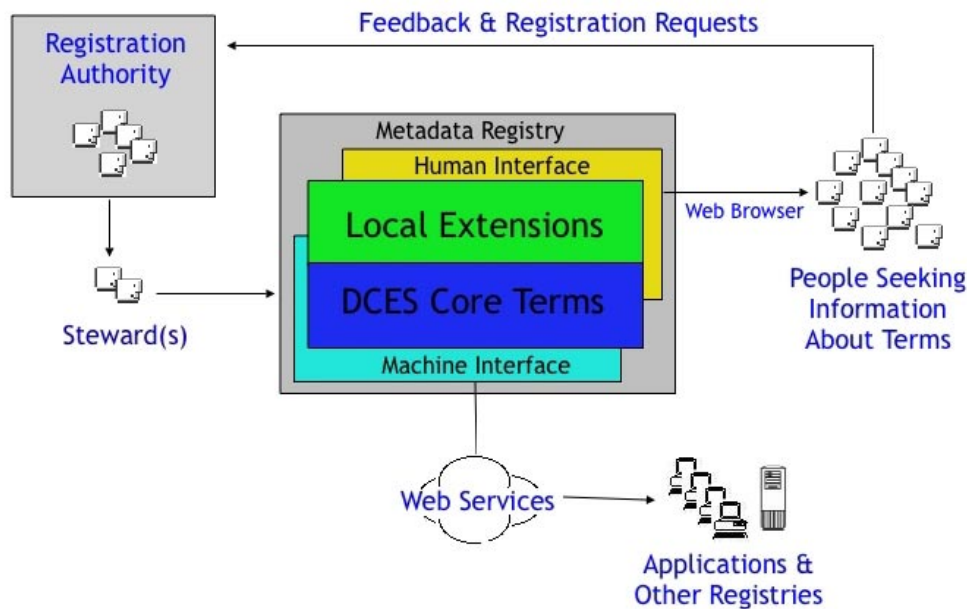 Feedback & Registration Requests
Registration
Authority
Metadata Registry
Human Interface
Local Extensions
DCES Core Terms
Machine Interface
Web Browser
People Seeking
Information
About Terms
Steward(s)
Web Services
Applications &
Other Registries